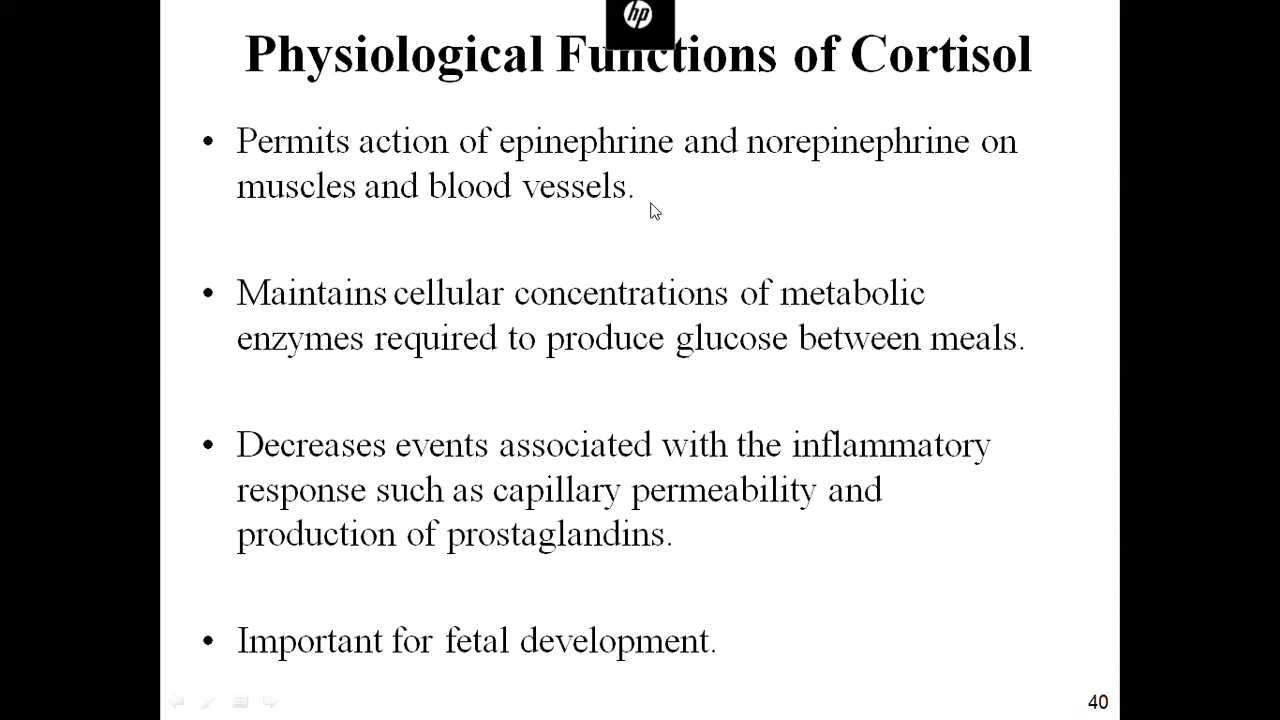 hp
Physiological Functions of Cortisol
• Permits action of epinephrine and norepinephrine on
muscles and blood vessels.
• Maintains cellular concentrations of metabolic
enzymes required to produce glucose between meals.
• Decreases events associated with the inflammatory
response such as capillary permeability and
production of prostaglandins.
• Important for fetal development.
40